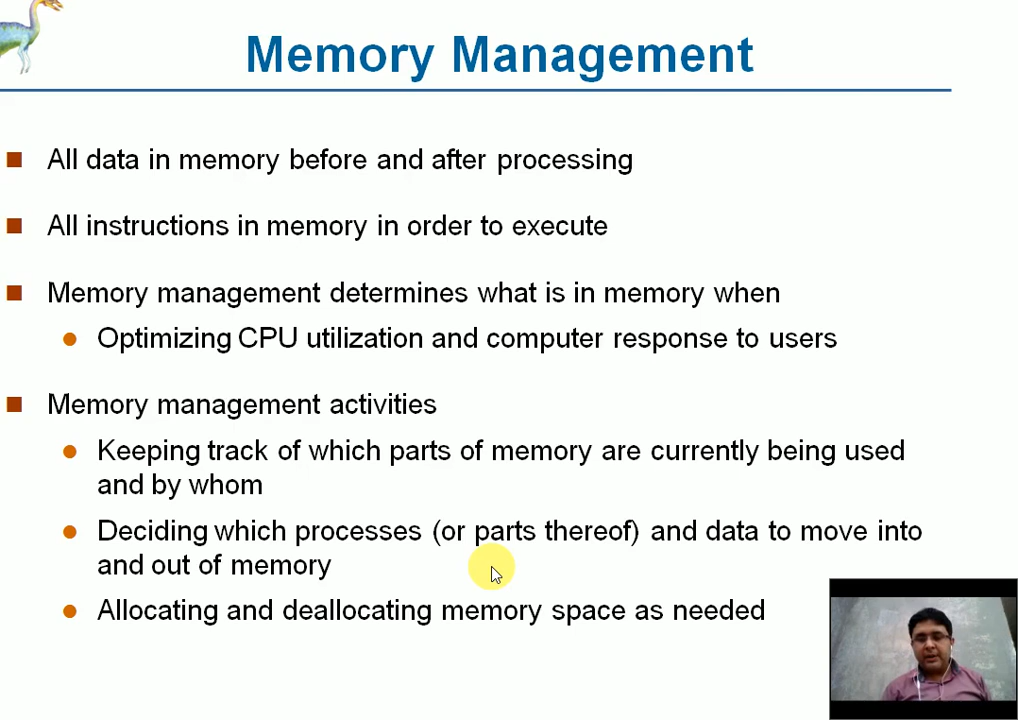 Memory Management
All data in memory before and after processing
All instructions in memory in order to execute
Memory management determines what is in memory when
Optimizing CPU utilization and computer response to users
Memory management activities
Keeping track of which parts of memory are currently being used
and by whom
Deciding which processes (or parts thereof) and data to move into
and out of memory
Allocating and deallocating memory space as needed